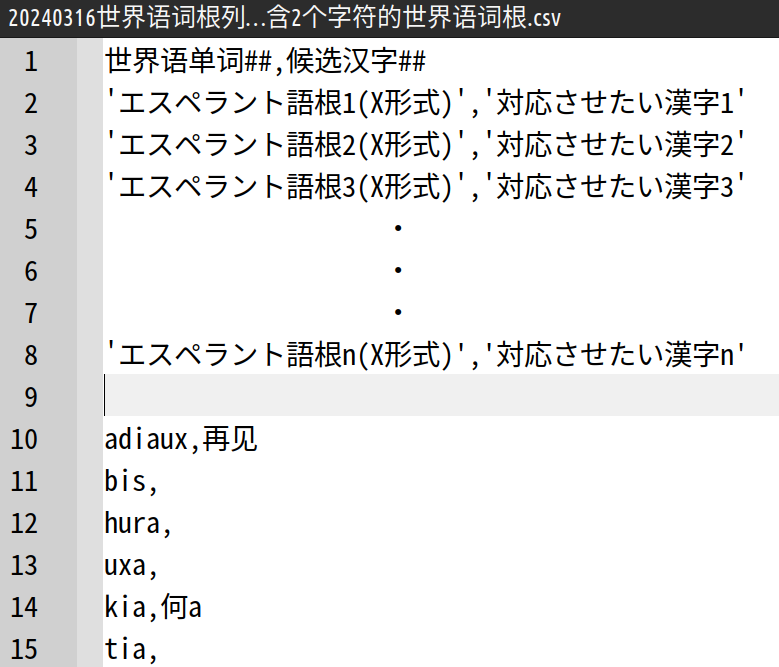 20240316世界语词根列…含2个字符的世界语词根.csv
1 世界语单词##,候选汉字##
2 'エスペラント語根1(X形式)','対応させたい漢字1'
3 'エスペラント語根2(X形式)','対応させたい漢字2'
4 'エスペラント語根3(X形式)','対応させたい漢字3'
5 ・
6 ・
7 ・
8 'エスペラント語根n(X形式)','対応させたい漢字n'
9
10 adiaux,再见
11 bis,
12 hura,
13 uxa,
14 kia,何a
15 tia,